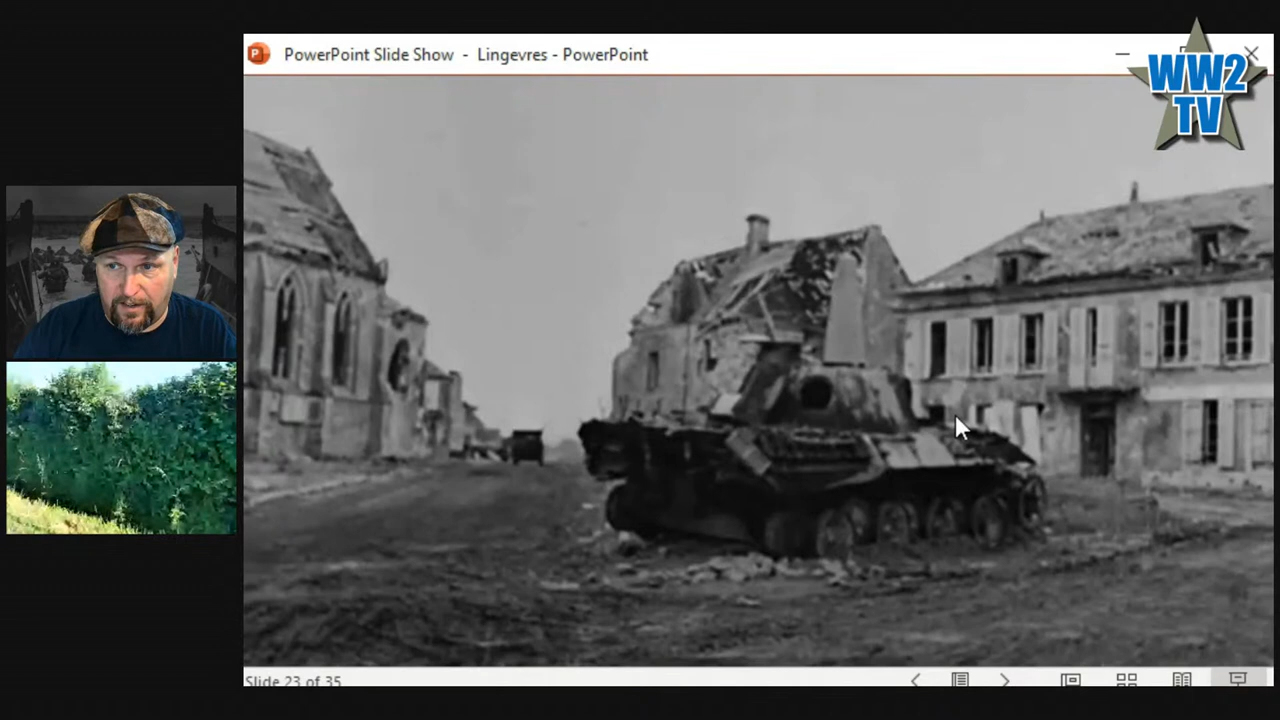 PowerPoint Slide Show - Lingevres - PowerPoint
WW2
TV
Slide 23 of 35